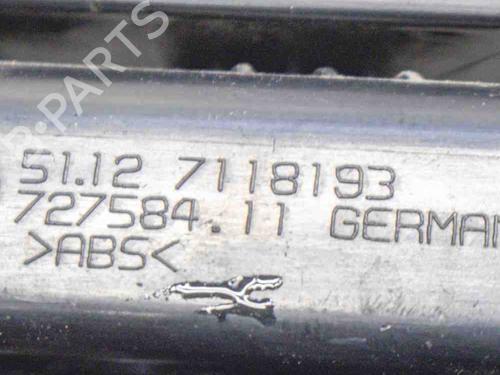 51.12 7118193
727584.11 GERMAN
>ABS<
R-PARTS